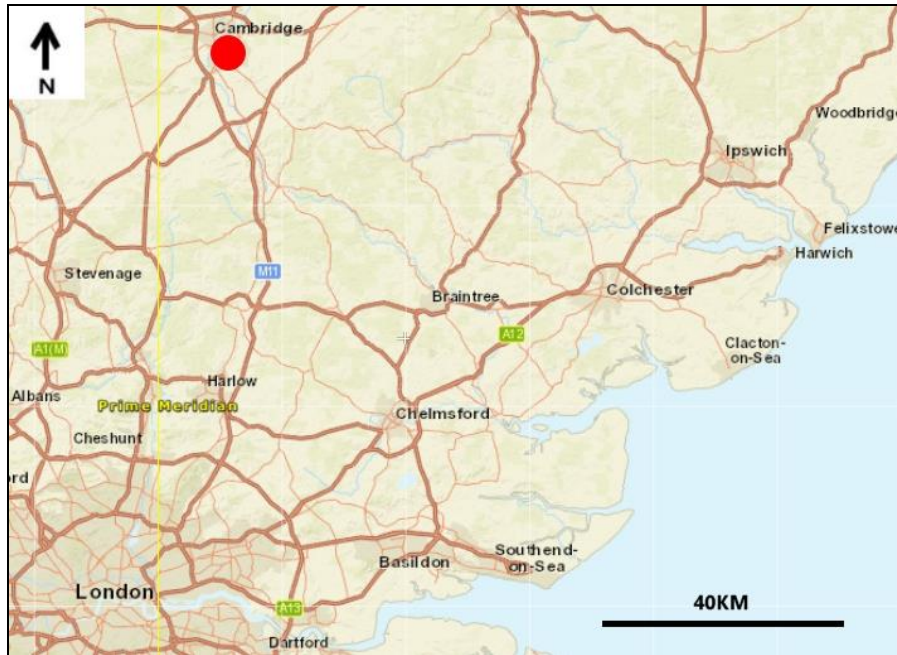 Cambridge
N
Woodbridge
Ipswich
Felixstowe
Harwich
Stevenage
M11
Braintree
Colchester
A12
Clacton-
on-Sea
A1(M)
Harlow
Albans
Prime Meridian
Chelmsford
Cheshunt
ord
Southend-
on-Sea
Basildon
London
40KM
A13
Dartford